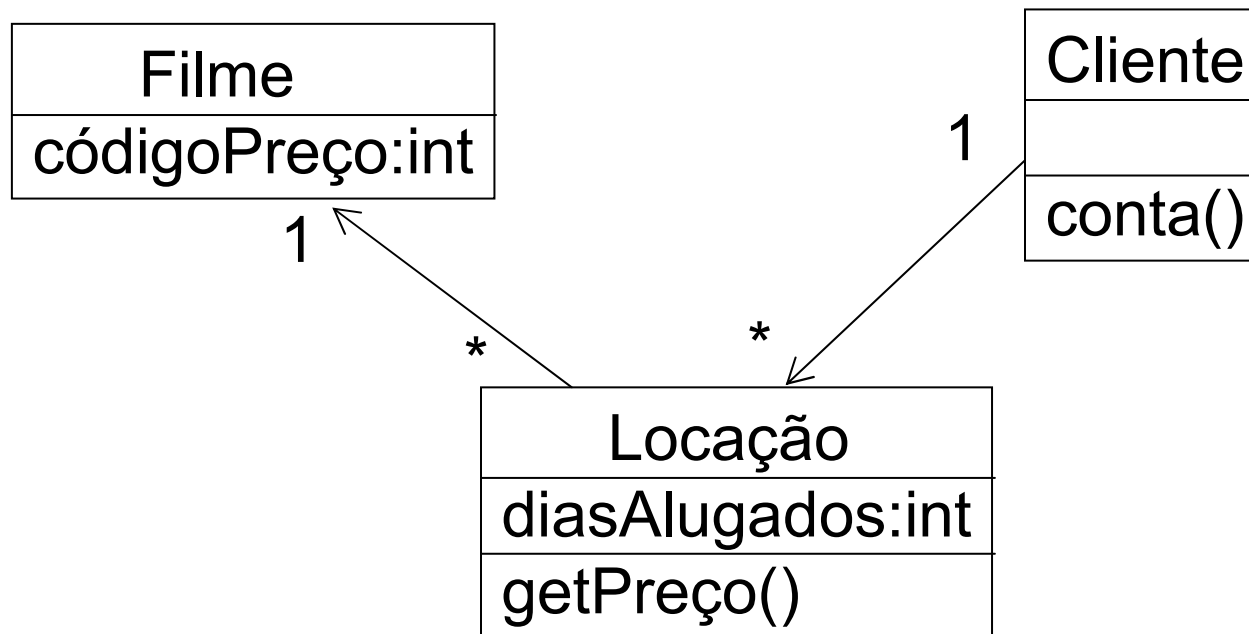 Filme
códigoPreço:int
1
*
Cliente
conta()
1
*
Locação
diasAlugados:int
getPreço()